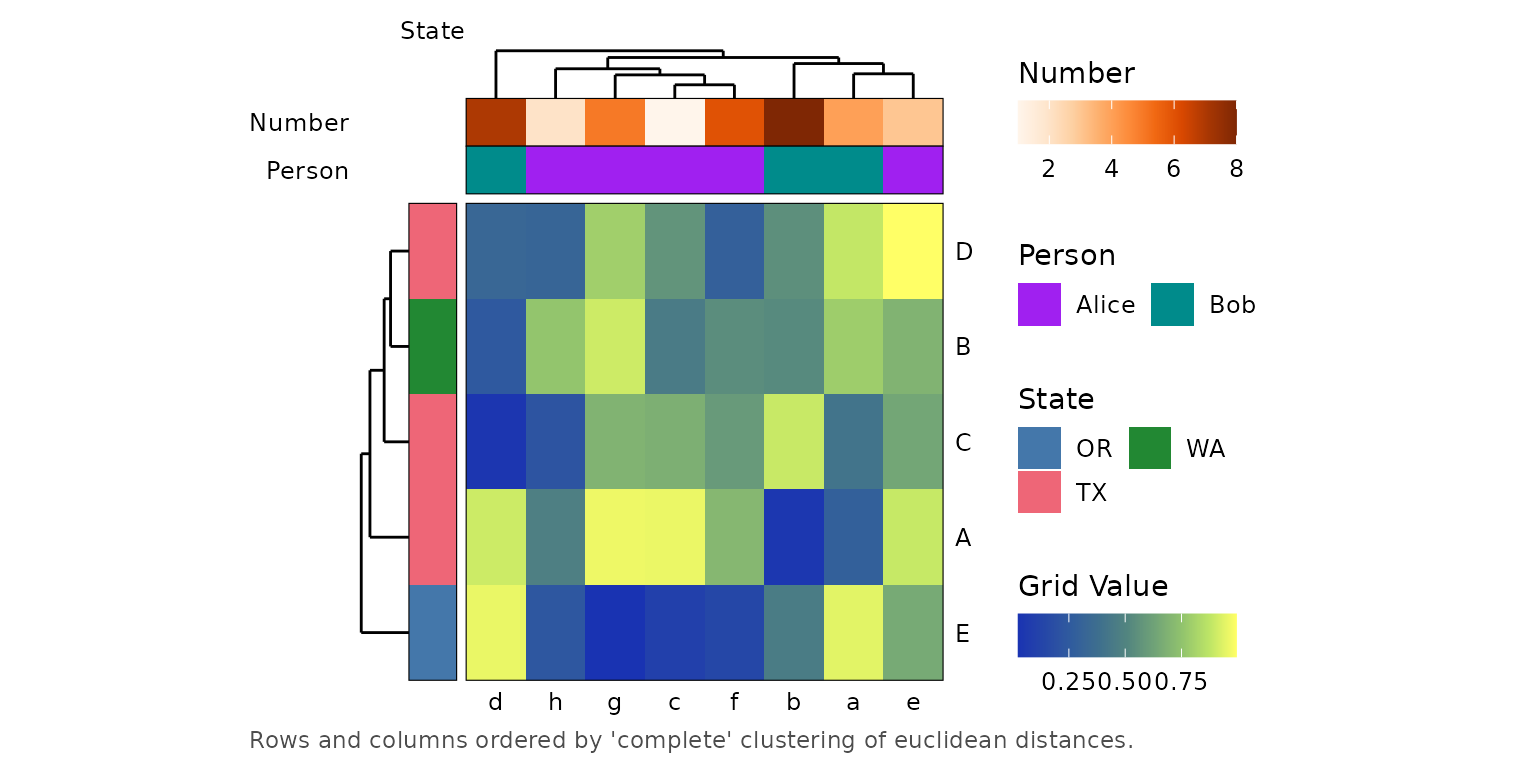 State
Number
Person
D
B
C
A
E
d h g c f b a e
Rows and columns ordered by 'complete' clustering of euclidean distances.
Number
2 4 6 8
Person
Alice Bob
State
OR WA
TX
Grid Value
0.250.500.75